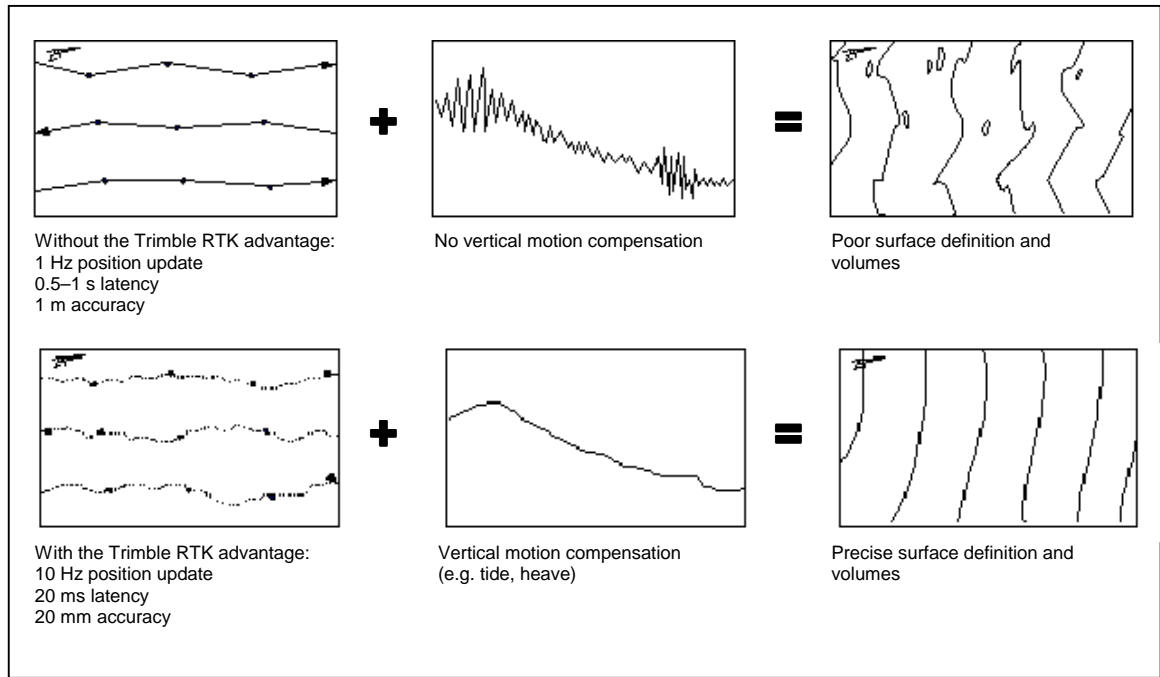 Without the Trimble RTK advantage:
1 Hz position update
0.5–1 s latency
1 m accuracy
No vertical motion compensation
Poor surface definition and
volumes
With the Trimble RTK advantage:
10 Hz position update
20 ms latency
20 mm accuracy
Vertical motion compensation
(e.g. tide, heave)
Precise surface definition and
volumes